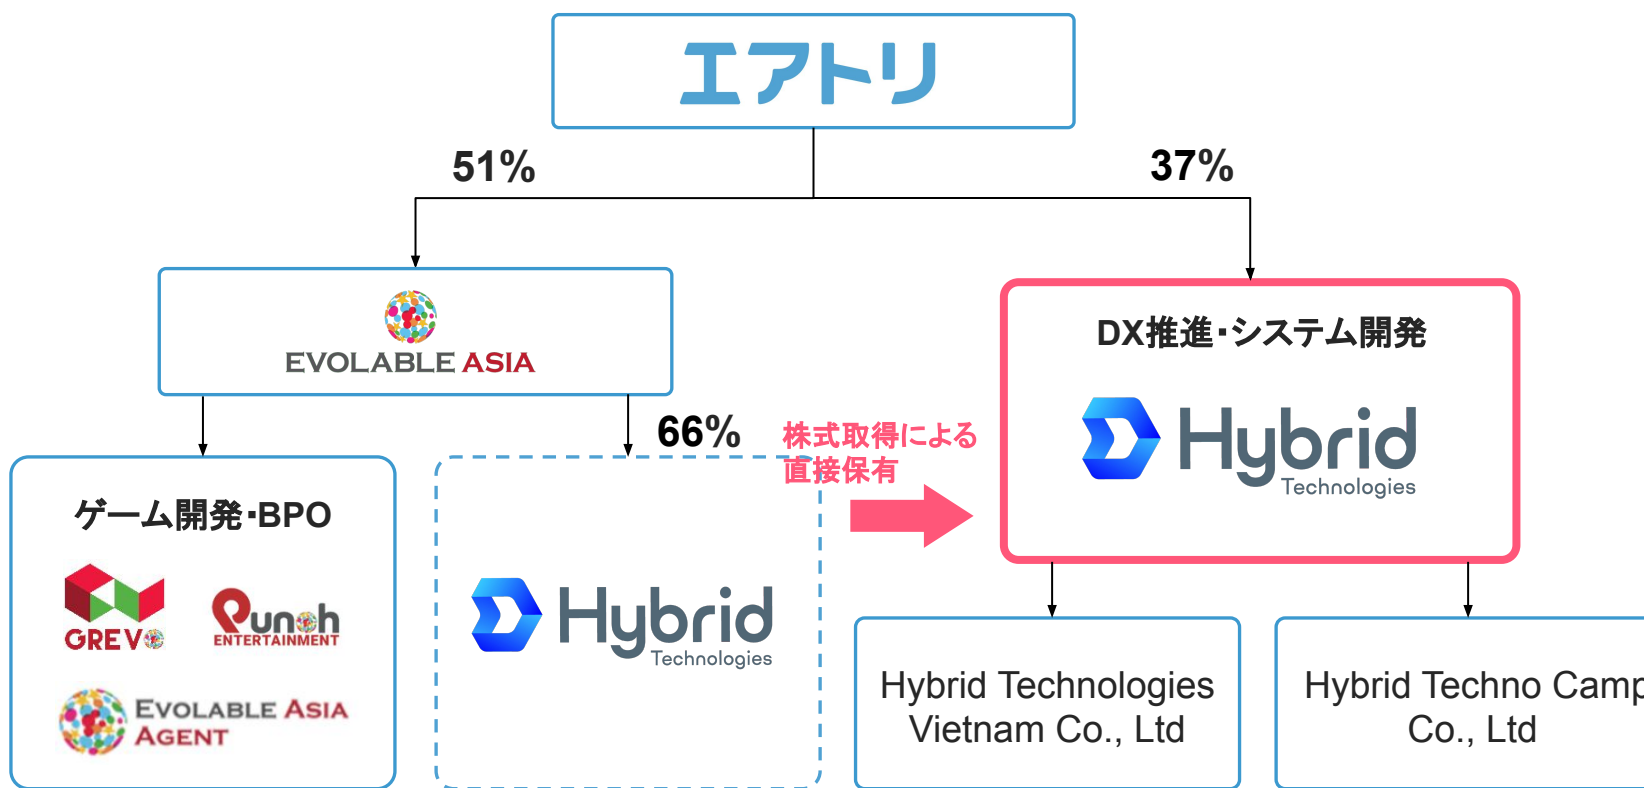 エアトリ
51%
37%
EVOLABLE ASIA
DX推進・システム開発
Hybrid
Technologies
66%
株式取得による
直接保有
ゲーム開発・BPO
GREVO
Punch
ENTERTAINMENT
EVOLABLE ASIA
AGENT
Hybrid
Technologies
Hybrid Technologies
Vietnam Co., Ltd
Hybrid Techno Camp
Co., Ltd